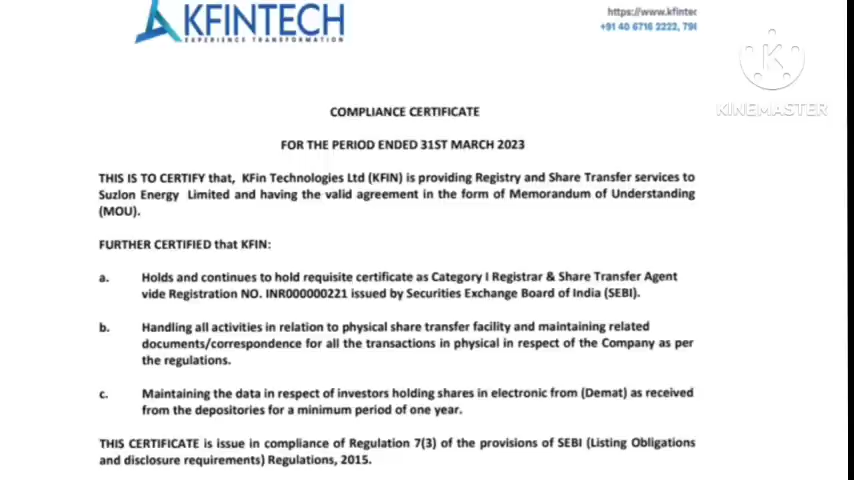 KFINTECH
EXPERIENCE TRANSFORMATION
https://www.kfintec
+91 40 6716 2222, 790
KINEMASTER
COMPLIANCE CERTIFICATE
FOR THE PERIOD ENDED 31ST MARCH 2023
THIS IS TO CERTIFY that, KFin Technologies Ltd (KFIN) is providing Registry and Share Transfer services to
Suzlon Energy Limited and having the valid agreement in the form of Memorandum of Understanding
(MOU).
FURTHER CERTIFIED that KFIN:
a. Holds and continues to hold requisite certificate as Category I Registrar & Share Transfer Agent
vide Registration NO. INR000000221 issued by Securities Exchange Board of India (SEBI).
b. Handling all activities in relation to physical share transfer facility and maintaining related
documents/correspondence for all the transactions in physical in respect of the Company as per
the regulations.
c. Maintaining the data in respect of investors holding shares in electronic from (Demat) as received
from the depositories for a minimum period of one year.
THIS CERTIFICATE is issue in compliance of Regulation 7(3) of the provisions of SEBI (Listing Obligations
and disclosure requirements) Regulations, 2015.